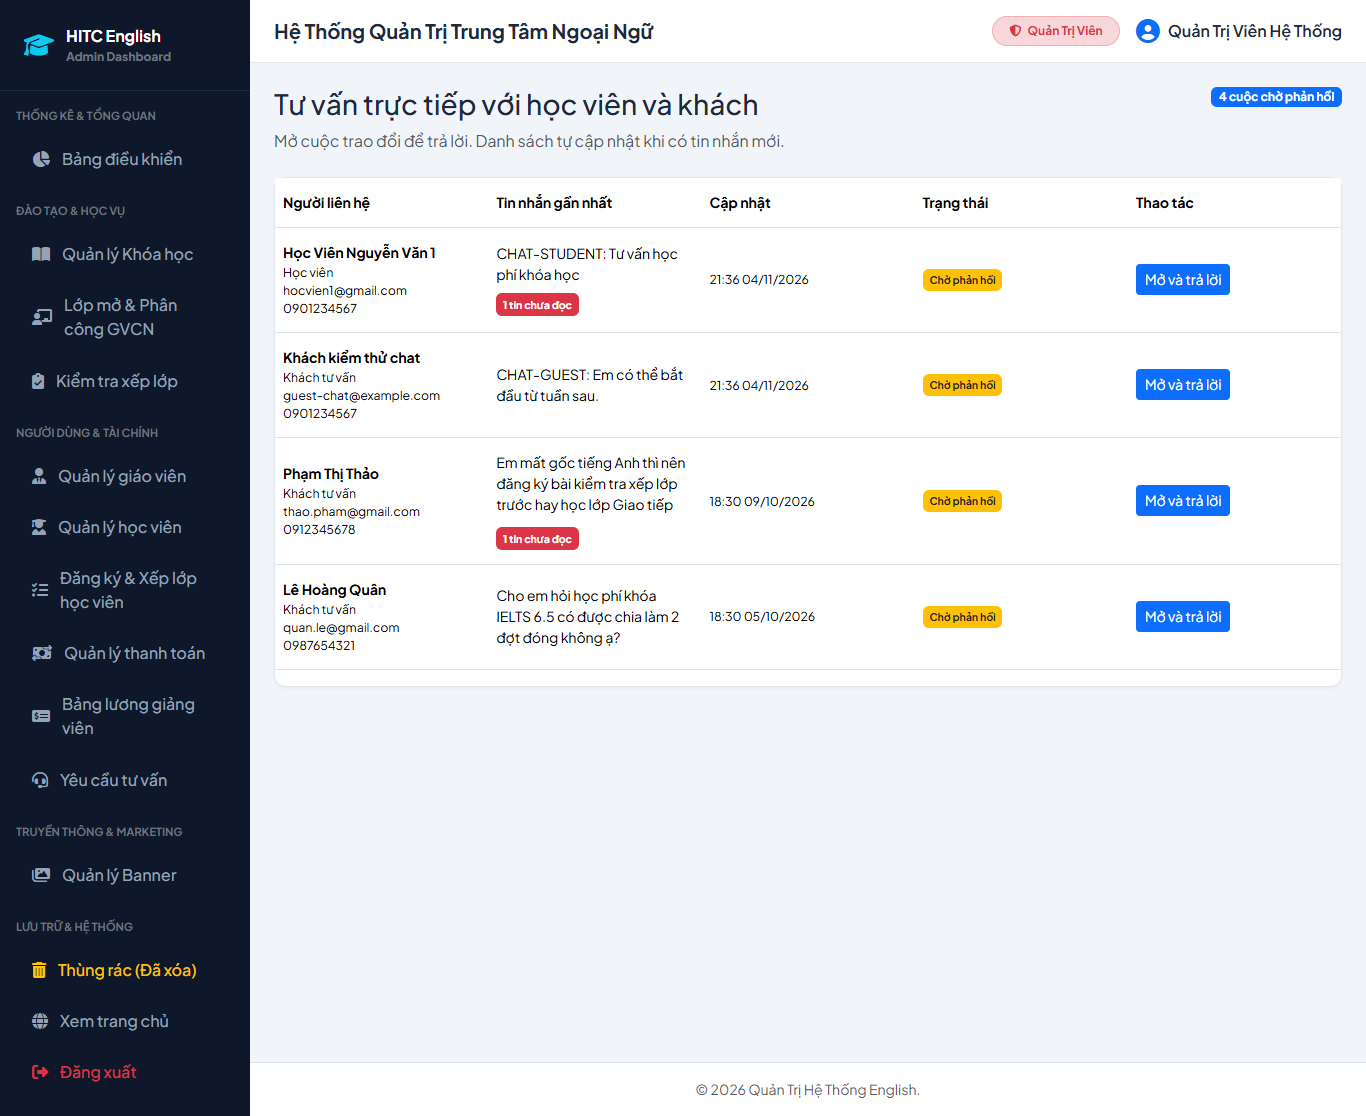 HITC English
Admin Dashboard
THỐNG KÊ & TỔNG QUAN
Bảng điều khiển
ĐÀO TẠO & HỌC VỤ
Quản lý Khóa học
Lớp mở & Phân
công GVCN
Kiểm tra xếp lớp
NGƯỜI DÙNG & TÀI CHÍNH
Quản lý giáo viên
Quản lý học viên
Đăng ký & Xếp lớp
học viên
Quản lý thanh toán
Bảng lương giảng
viên
Yêu cầu tư vấn
TRUYỀN THÔNG & MARKETING
Quản lý Banner
LƯU TRỮ & HỆ THỐNG
Thùng rác (Đã xóa)
Xem trang chủ
Đăng xuất
Hệ Thống Quản Trị Trung Tâm Ngoại Ngữ
Quản Trị Viên
Quản Trị Viên Hệ Thống
Tư vấn trực tiếp với học viên và khách
4 cuộc chờ phản hồi
Mở cuộc trao đổi để trả lời. Danh sách tự cập nhật khi có tin nhắn mới.
Người liên hệ
Tin nhắn gần nhất
Cập nhật
Trạng thái
Thao tác
Học Viên Nguyễn Văn 1
Học viên
hocvien1@gmail.com
0901234567
CHAT-STUDENT: Tư vấn học
phí khóa học
1 tin chưa đọc
21:36 04/11/2026
Chờ phản hồi
Mở và trả lời
Khách kiểm thử chat
Khách tư vấn
guest-chat@example.com
0901234567
CHAT-GUEST: Em có thể bắt
đầu từ tuần sau.
21:36 04/11/2026
Chờ phản hồi
Mở và trả lời
Phạm Thị Thảo
Khách tư vấn
thao.pham@gmail.com
0912345678
Em mất gốc tiếng Anh thì nên
đăng ký bài kiểm tra xếp lớp
trước hay học lớp Giao tiếp
1 tin chưa đọc
18:30 09/10/2026
Chờ phản hồi
Mở và trả lời
Lê Hoàng Quân
Khách tư vấn
quan.le@gmail.com
0987654321
Cho em hỏi học phí khóa
IELTS 6.5 có được chia làm 2
đợt đóng không ạ?
18:30 05/10/2026
Chờ phản hồi
Mở và trả lời
© 2026 Quản Trị Hệ Thống English.